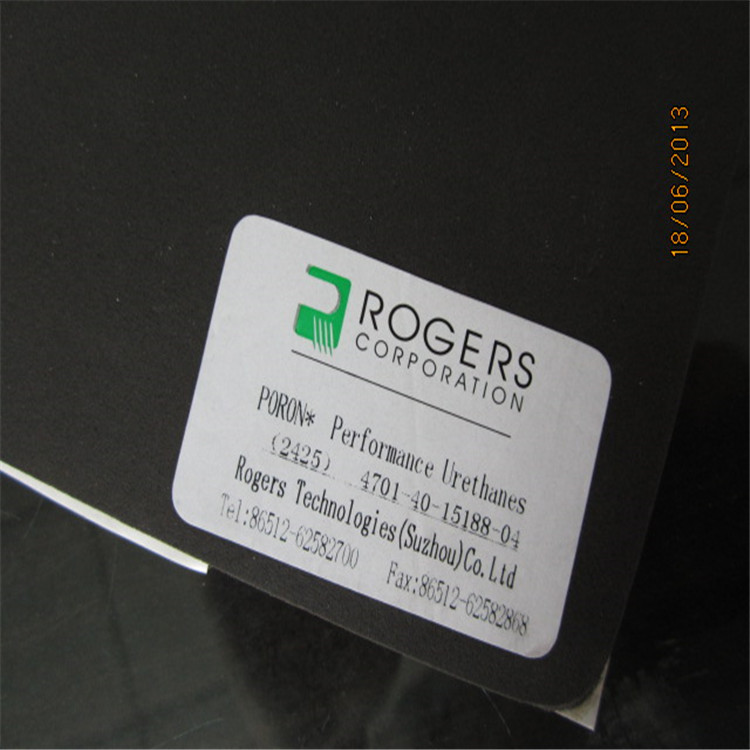 18/06/2013
ROGERS
CORPORATION
PORON* Performance Urethanes
(2425) 4701-40-15188-04
Rogers Technologies(Suzhou)Co.Ltd
Tel:86512-62582700 Fax:86512-62582868